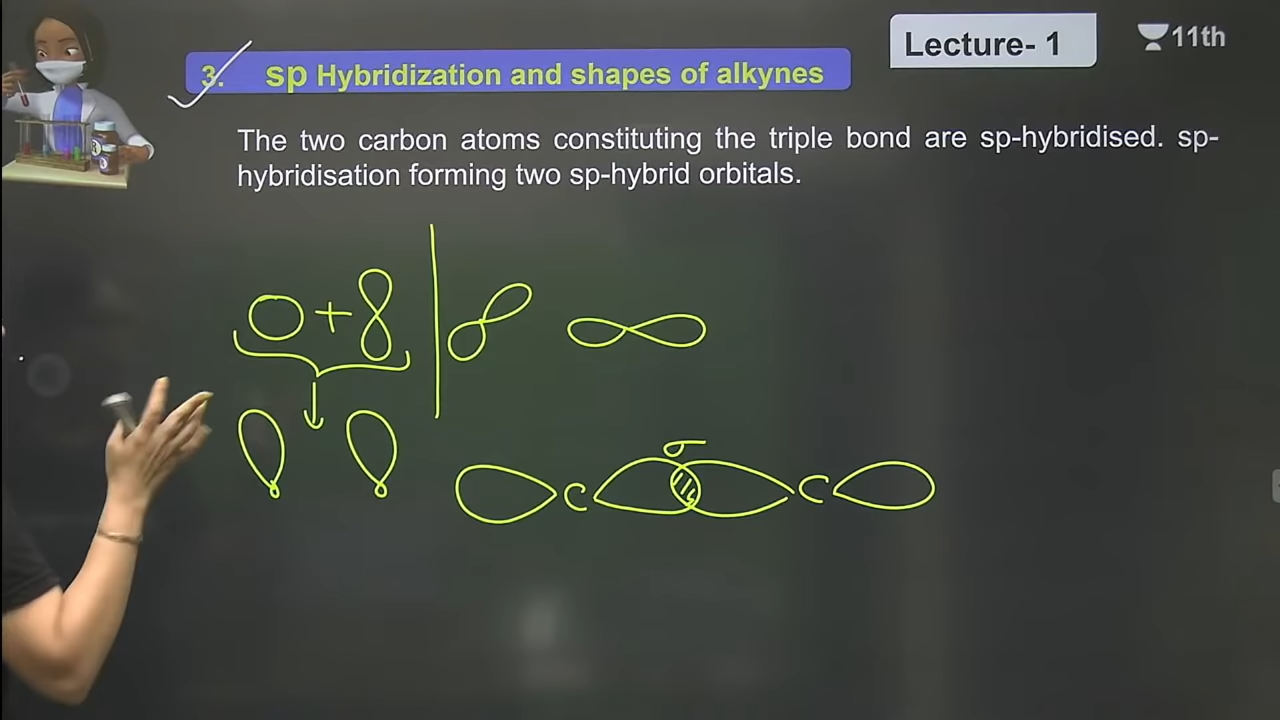 Lecture- 1
11th
3. sp Hybridization and shapes of alkynes
The two carbon atoms constituting the triple bond are sp-hybridised. sp-
hybridisation forming two sp-hybrid orbitals.
+
σ
C C